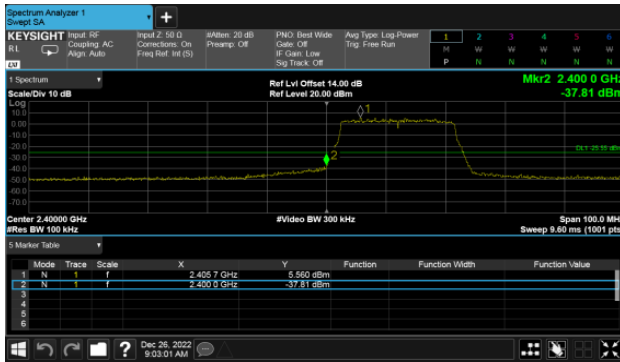 Spectrum Analyzer 1
Swept SA
+
KEYSIGHT Input: RF Input Z: 50 Ω #Atten: 20 dB PNO: Best Wide Avg Type: Log-Power 1 2 3 4 5 6
RL Coupling: AC Corrections: On Preamp: Off Gate: Off Trig: Free Run M W W W W W
Align: Auto Freq Ref: Int (S) IF Gain: Low P N N N N N
LXI Sig Track: Off
1 Spectrum Ref Lvl Offset 14.00 dB Mkr2 2.400 0 GHz
Scale/Div 10 dB Ref Level 20.00 dBm -37.81 dBm
Log
10.0 1
0.00
-10.0
-20.0 DL1 -25.55 dBm
-30.0 2
-40.0
-50.0
-60.0
-70.0
Center 2.40000 GHz #Video BW 300 kHz Span 100.0 MH
#Res BW 100 kHz Sweep 9.60 ms (1001 pts
5 Marker Table
Mode Trace Scale X Y Function Function Width Function Value
1 N 1 f 2.405 7 GHz 5.560 dBm
2 N 1 f 2.400 0 GHz -37.81 dBm
3
4
5
6
? Dec 26, 2022
9:03:01 AM